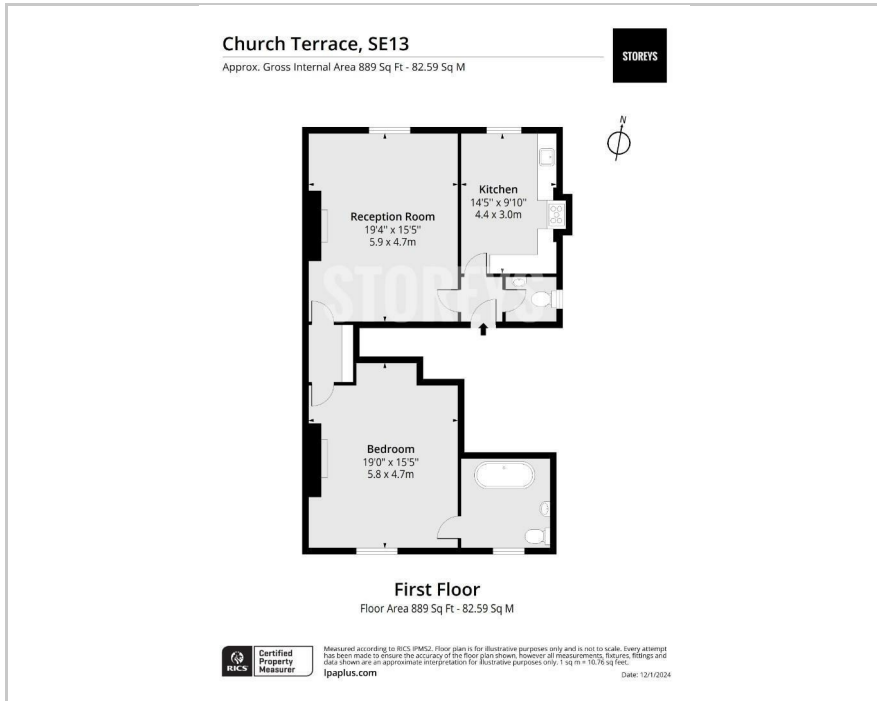 Church Terrace, SE13
Approx. Gross Internal Area 889 Sq Ft - 82.59 Sq M
STOREYS
N
Kitchen
14'5" x 9'10"
4.4 x 3.0m
Reception Room
19'4" x 15'5"
5.9 x 4.7m
STOREYS
Bedroom
19'0" x 15'5"
5.8 x 4.7m
First Floor
Floor Area 889 Sq Ft - 82.59 Sq M
RICS
Certified
Property
Measurer
Measured according to RICS IPMS2. Floor plan is for illustrative purposes only and is not to scale. Every attempt
has been made to ensure the accuracy of the floor plan shown, however all measurements, fixtures, fittings and
data shown are an approximate interpretation for illustrative purposes only. 1 sq m = 10.76 sq feet.
lpaplus.com
Date: 12/1/2024